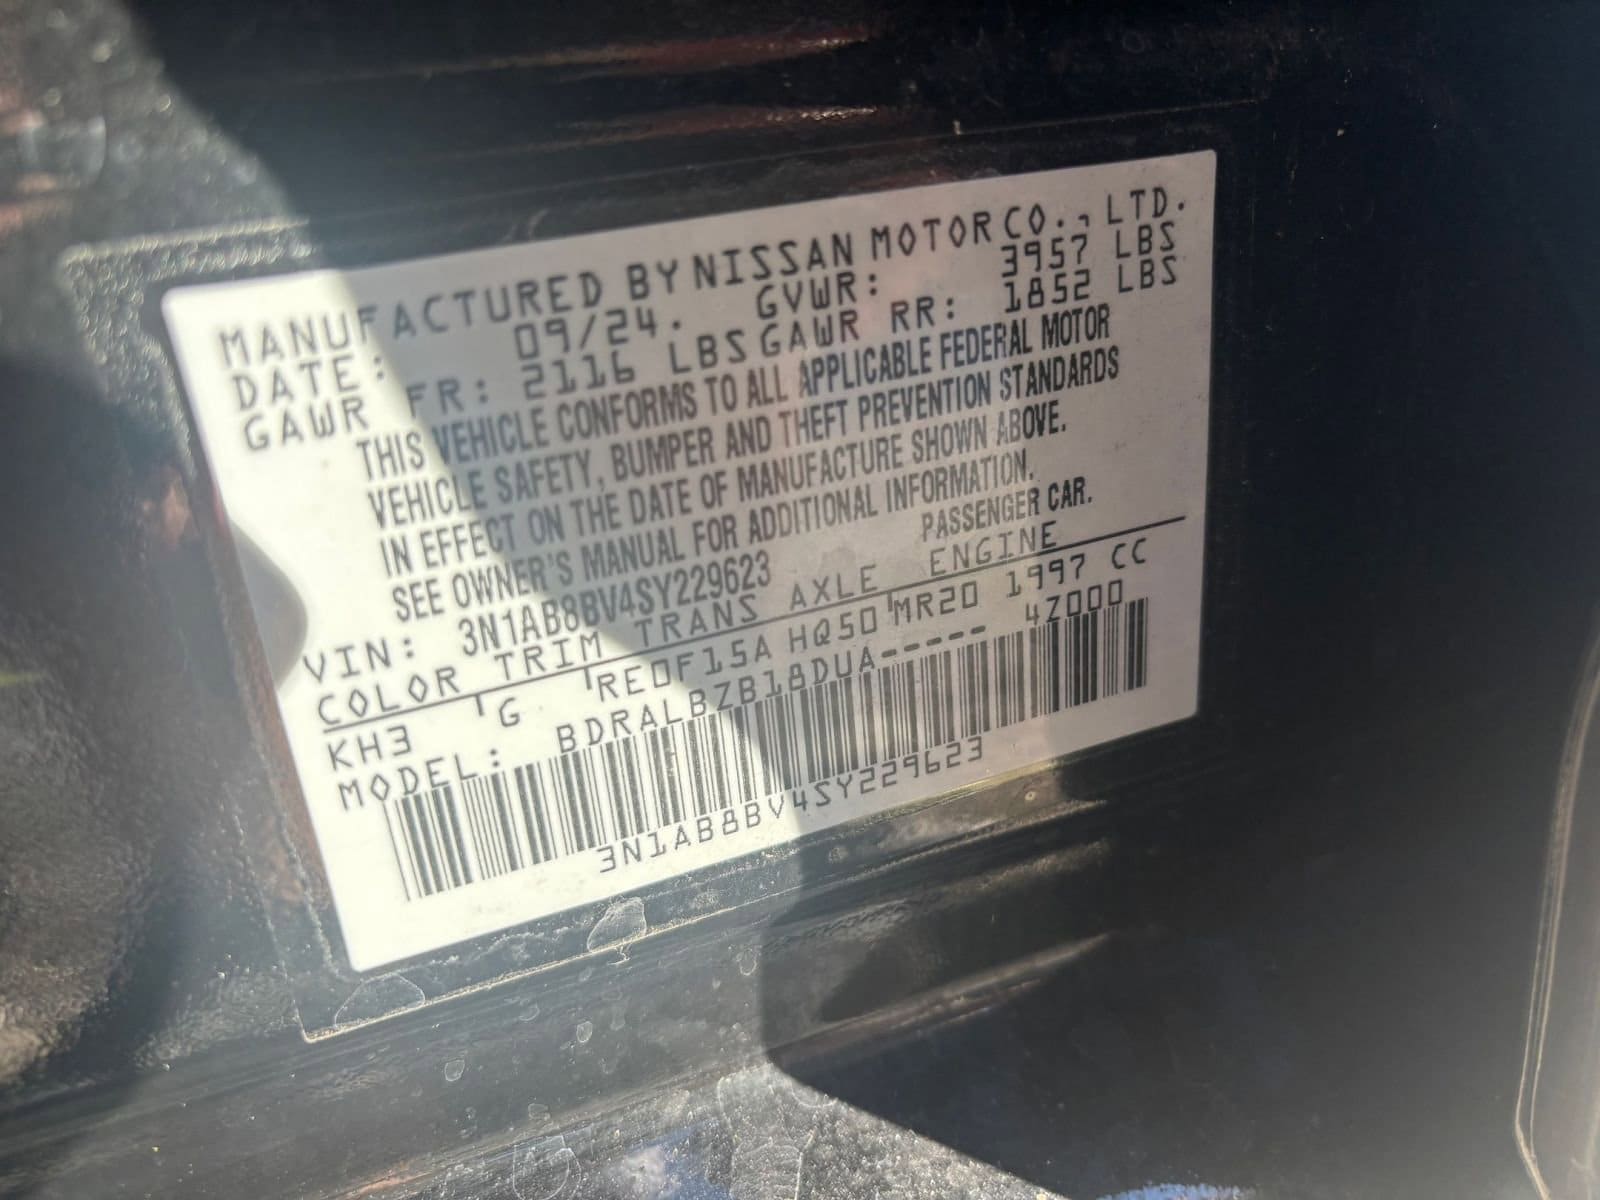 MANUFACTURED BY NISSAN MOTOR CO., LTD.
DATE: 09/24. GVWR: 3957 LBS
GAWR FR: 2116 LBS GAWR RR: 1852 LBS
THIS VEHICLE CONFORMS TO ALL APPLICABLE FEDERAL MOTOR
VEHICLE SAFETY, BUMPER AND THEFT PREVENTION STANDARDS
IN EFFECT ON THE DATE OF MANUFACTURE SHOWN ABOVE.
SEE OWNER'S MANUAL FOR ADDITIONAL INFORMATION.
VIN: 3N1AB8BV4SY229623 PASSENGER CAR.
COLOR TRIM TRANS AXLE ENGINE
KH3 G RE0F15A HQ50 MR20 1997 CC
MODEL: BDRALBZB18DUA----- 4Z000
3N1AB8BV4SY229623